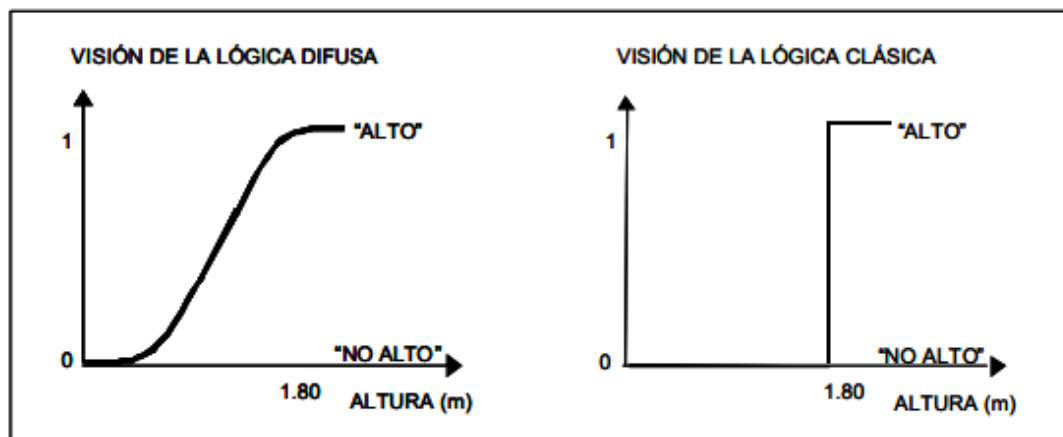 VISIÓN DE LA LÓGICA DIFUSA
1
"ALTO"
0
"NO ALTO"
1.80
ALTURA (m)
VISIÓN DE LA LÓGICA CLÁSICA
1
"ALTO"
0
"NO ALTO"
1.80
ALTURA (m)